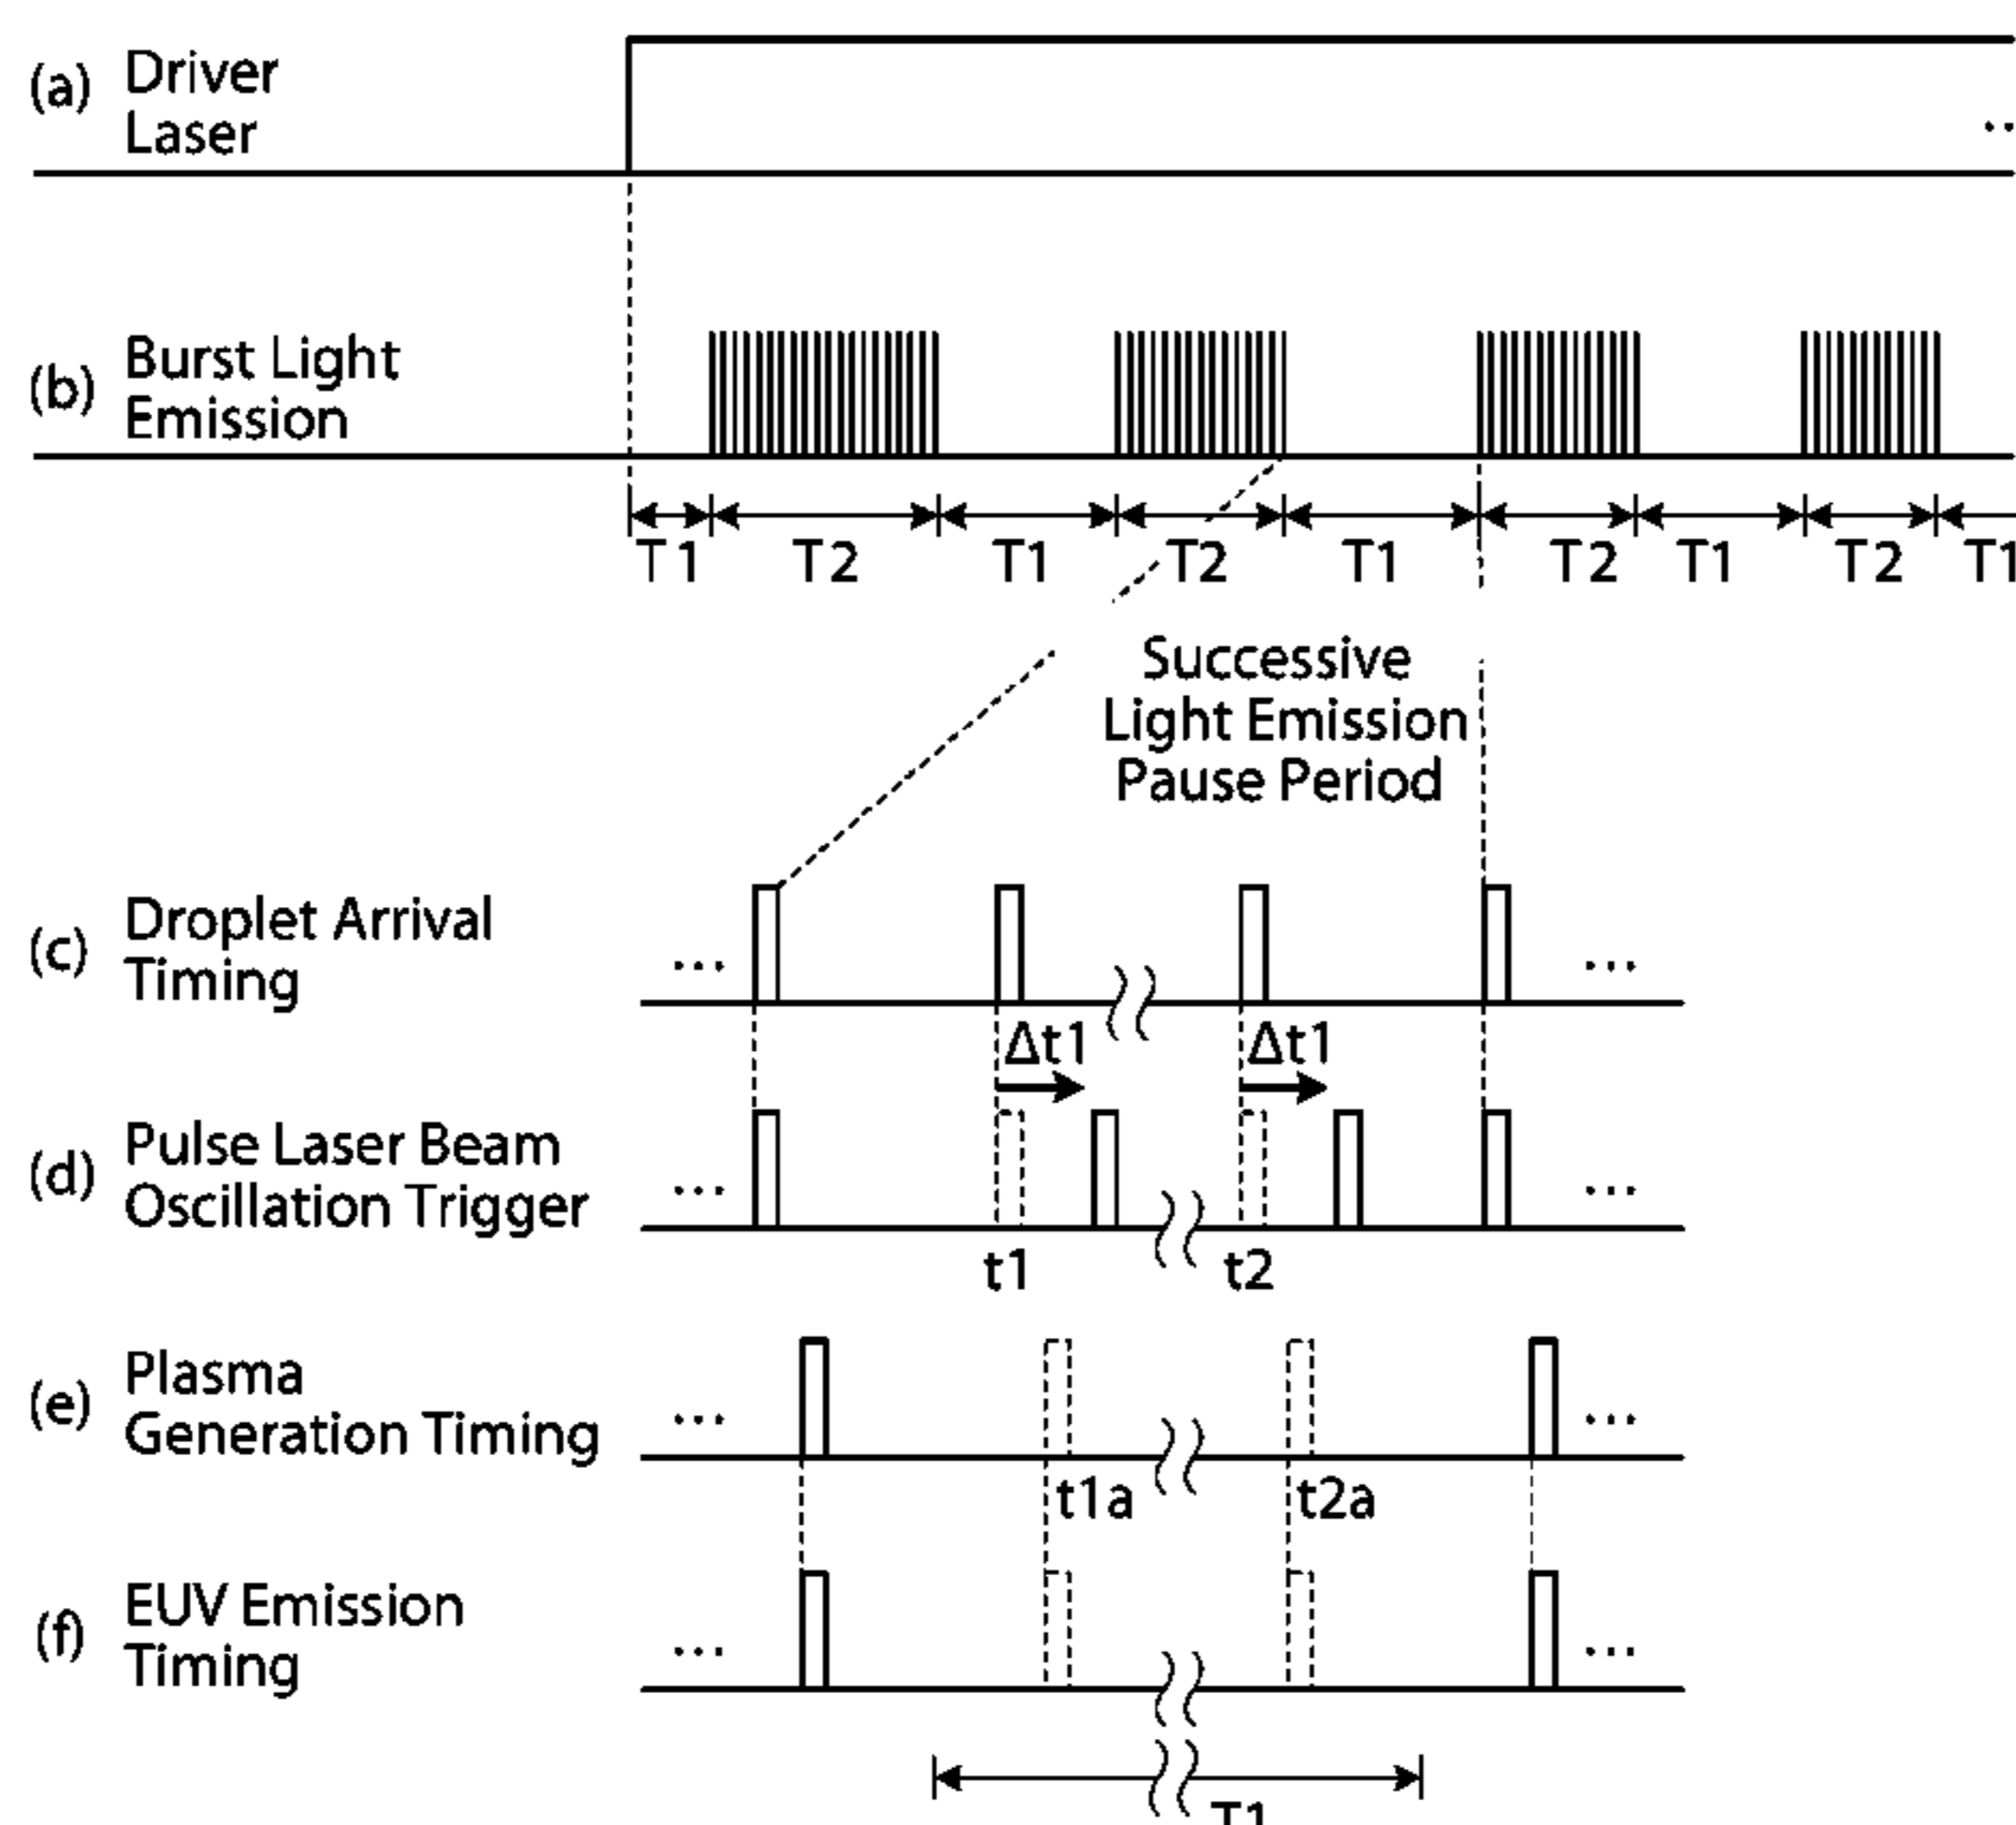 (a) Driver
Laser
..
(b) Burst Light
Emission
T1 T2 T1 T2 T1 T2 T1 T2 T1
Successive
Light Emission
Pause Period
(c) Droplet Arrival
Timing
... ...
Δt1 Δt1
(d) Pulse Laser Beam
Oscillation Trigger
... ...
t1 t2
(e) Plasma
Generation Timing
... ...
t1a t2a
(f) EUV Emission
Timing
... ...
T1